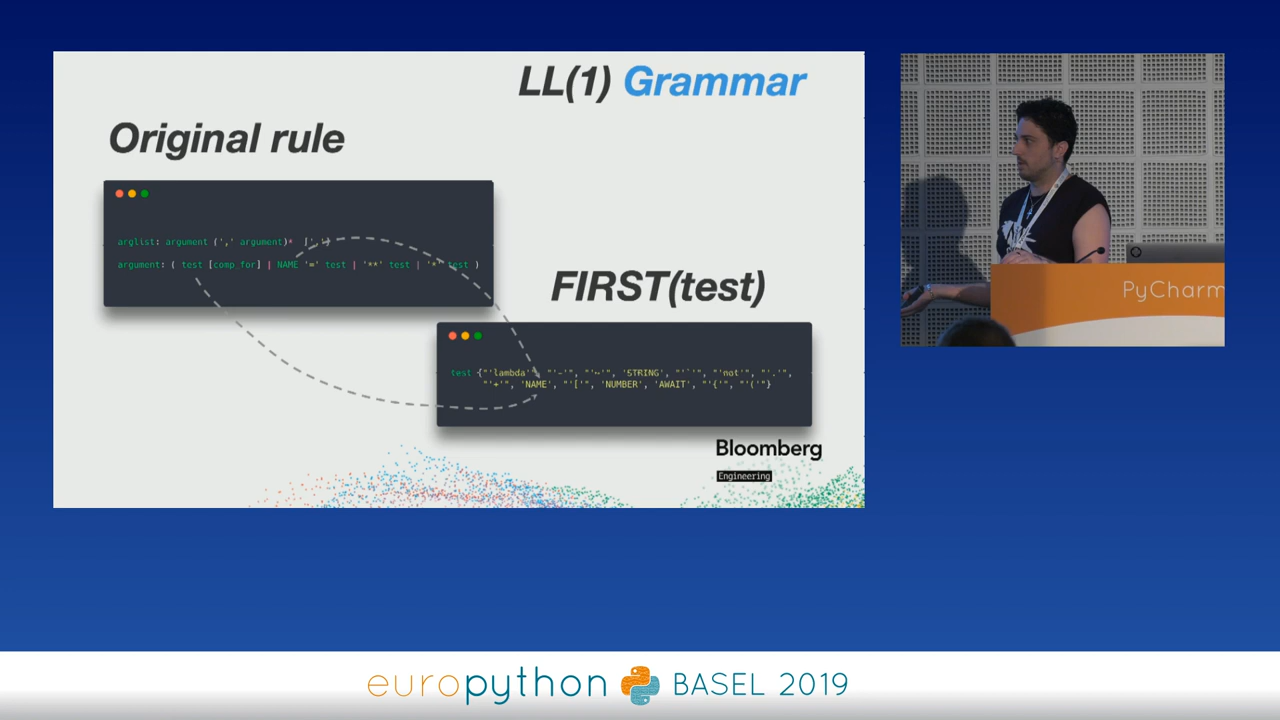 LL(1) Grammar
Original rule
arglist: argument (',' argument)* [',']
argument: ( test [comp_for] | NAME '=' test | '**' test | '*' test )
FIRST(test)
test {"'lambda'", "'-'", "'~'", 'STRING', "'`'", "'not'", "'.'",
"'+'", 'NAME', "'['", 'NUMBER', 'AWAIT', "'{'", "'('"}
Bloomberg
Engineering
PyCharm
europython BASEL 2019